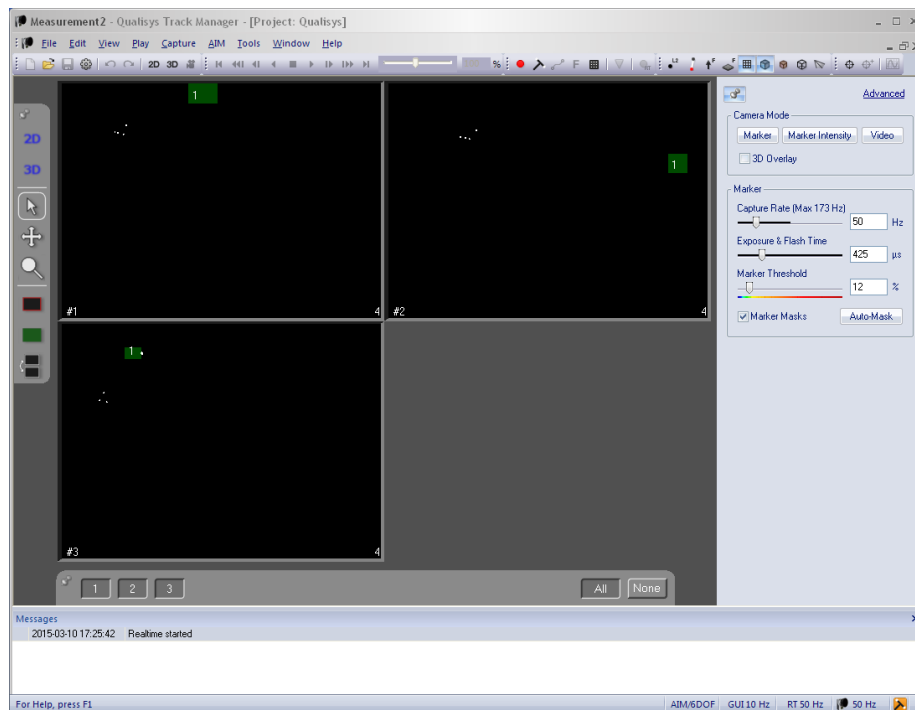 Measurement2 - Qualisys Track Manager - [Project: Qualisys]
File Edit View Play Capture AIM Tools Window Help
2D 3D % F
2D
3D
1
#1 4
1
#2 4
1
#3 4
1 2 3 All None
Advanced
Camera Mode
Marker Marker Intensity Video
3D Overlay
Marker
Capture Rate (Max 173 Hz)
50 Hz
Exposure & Flash Time
425 µs
Marker Threshold
12 %
Marker Masks Auto-Mask
Messages
2015-03-10 17:25:42 Realtime started
For Help, press F1 AIM/6DOF GUI 10 Hz RT 50 Hz 50 Hz